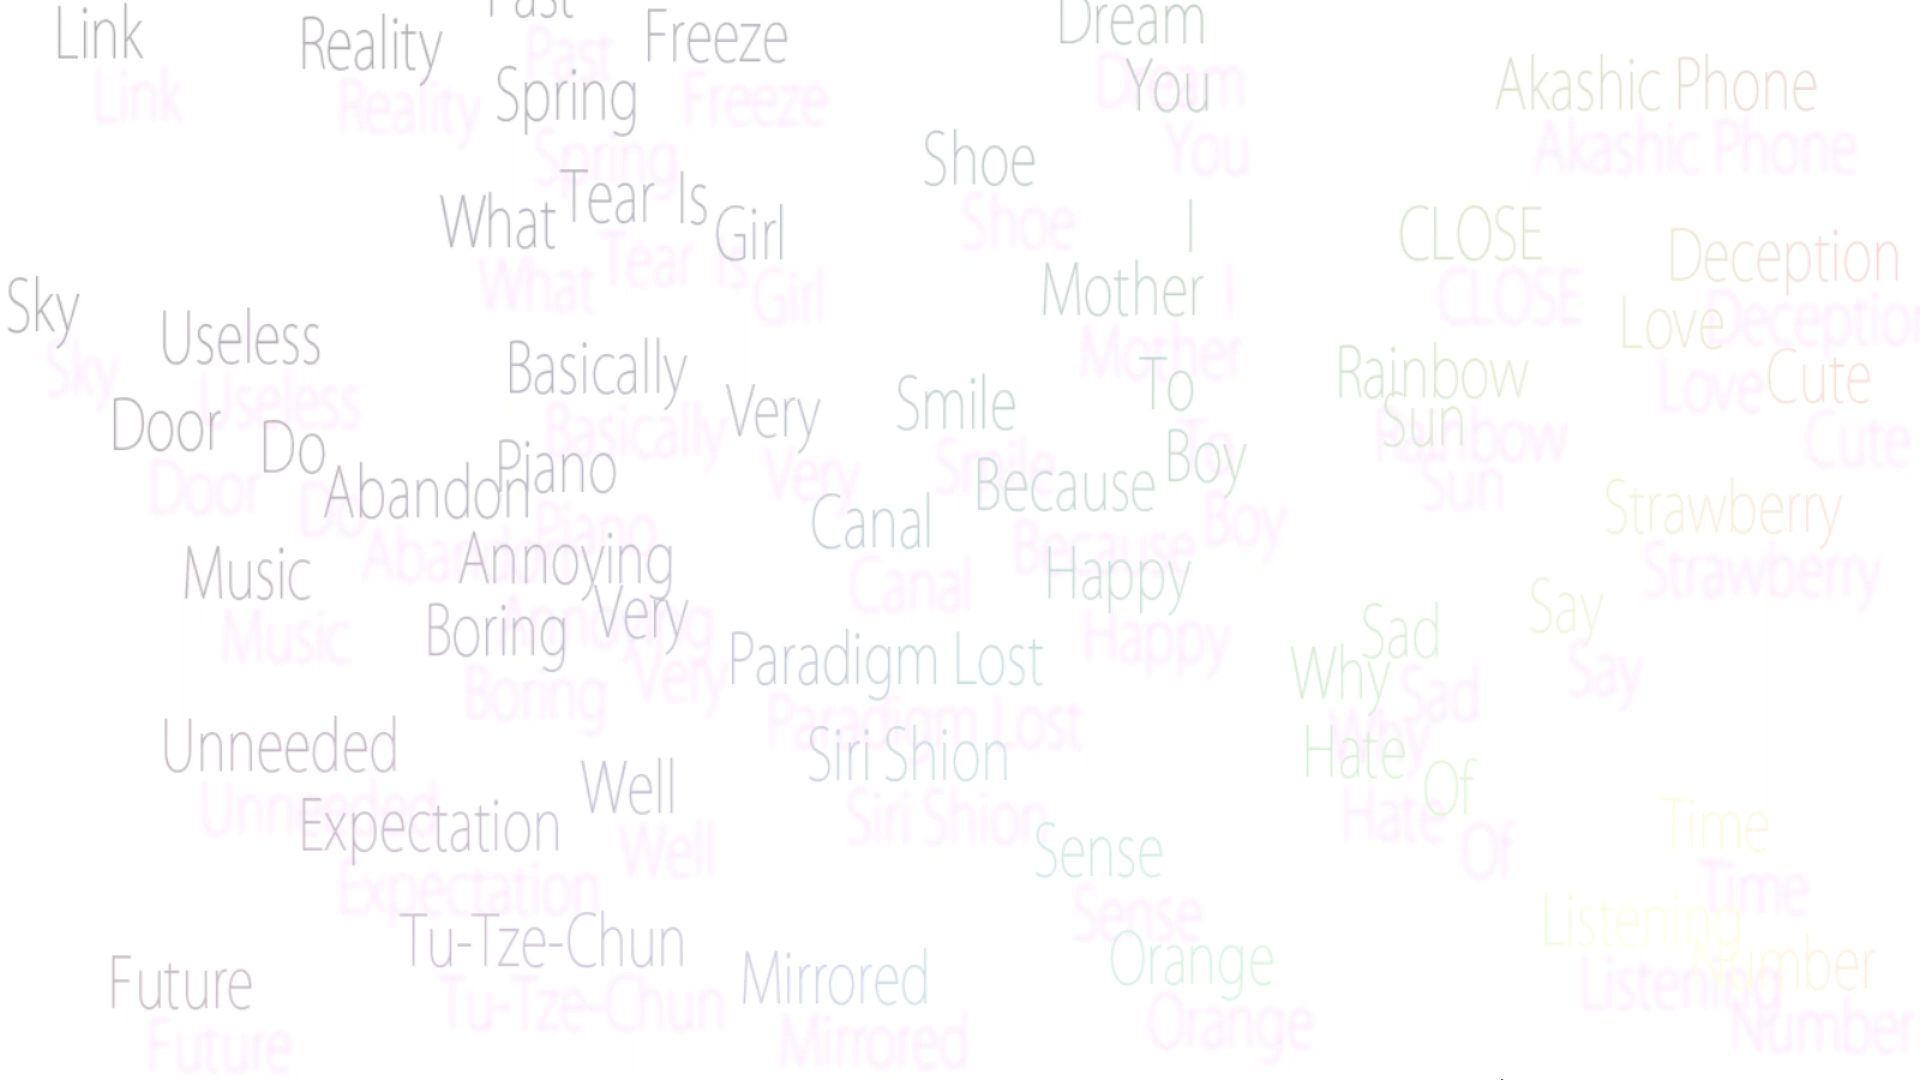 Past
Dream
Link
Reality
Freeze
Spring
You
Akashic Phone
Shoe
Tear Is
What
Girl
I
CLOSE
Deception
Mother
Sky
Useless
Love
Basically
Rainbow
To
Cute
Very
Smile
Sun
Door
Do
Piano
Boy
Abandon
Because
Canal
Strawberry
Music
Annoying
Happy
Say
Boring
Very
Paradigm Lost
Sad
Why
Unneeded
Siri Shion
Hate
Well
Of
Expectation
Time
Sense
Listening
Tu-Tze-Chun
Orange
Number
Future
Mirrored